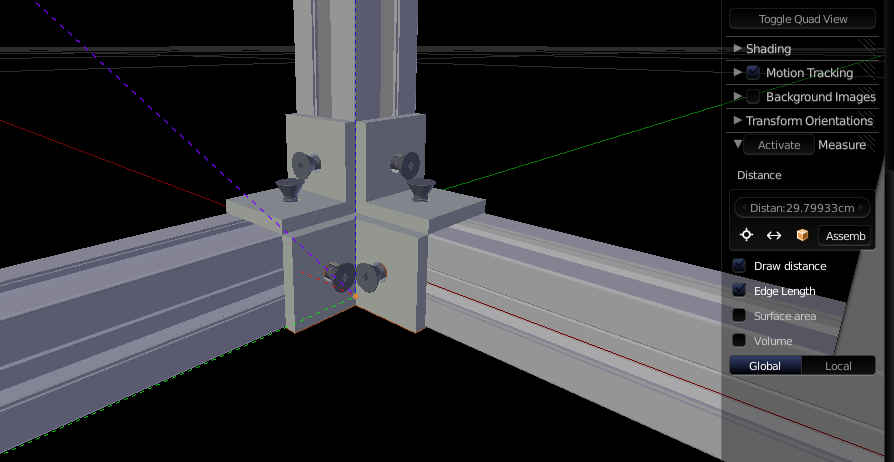 Toggle Quad View
Shading
Motion Tracking
Background Images
Transform Orientations
Activate Measure
Distance
Distan:29.79933cm
Assemb
Draw distance
Edge Length
Surface area
Volume
Global Local